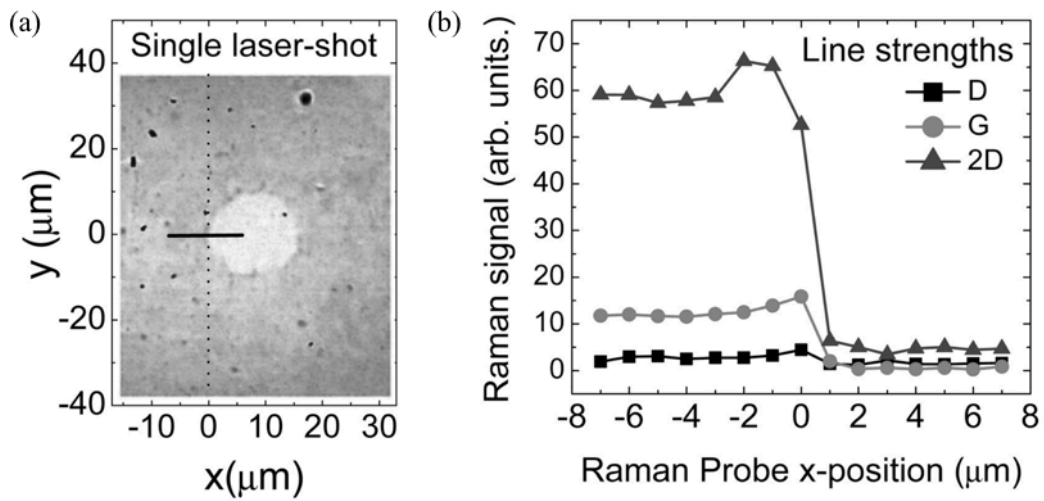 (a)
Single laser-shot
40
20
0
-20
-40
y (μm)
-10 0 10 20 30
x(μm)
(b)
Line strengths
D
G
2D
70
60
50
40
30
20
10
0
Raman signal (arb. units.)
-8 -6 -4 -2 0 2 4 6 8
Raman Probe x-position (μm)